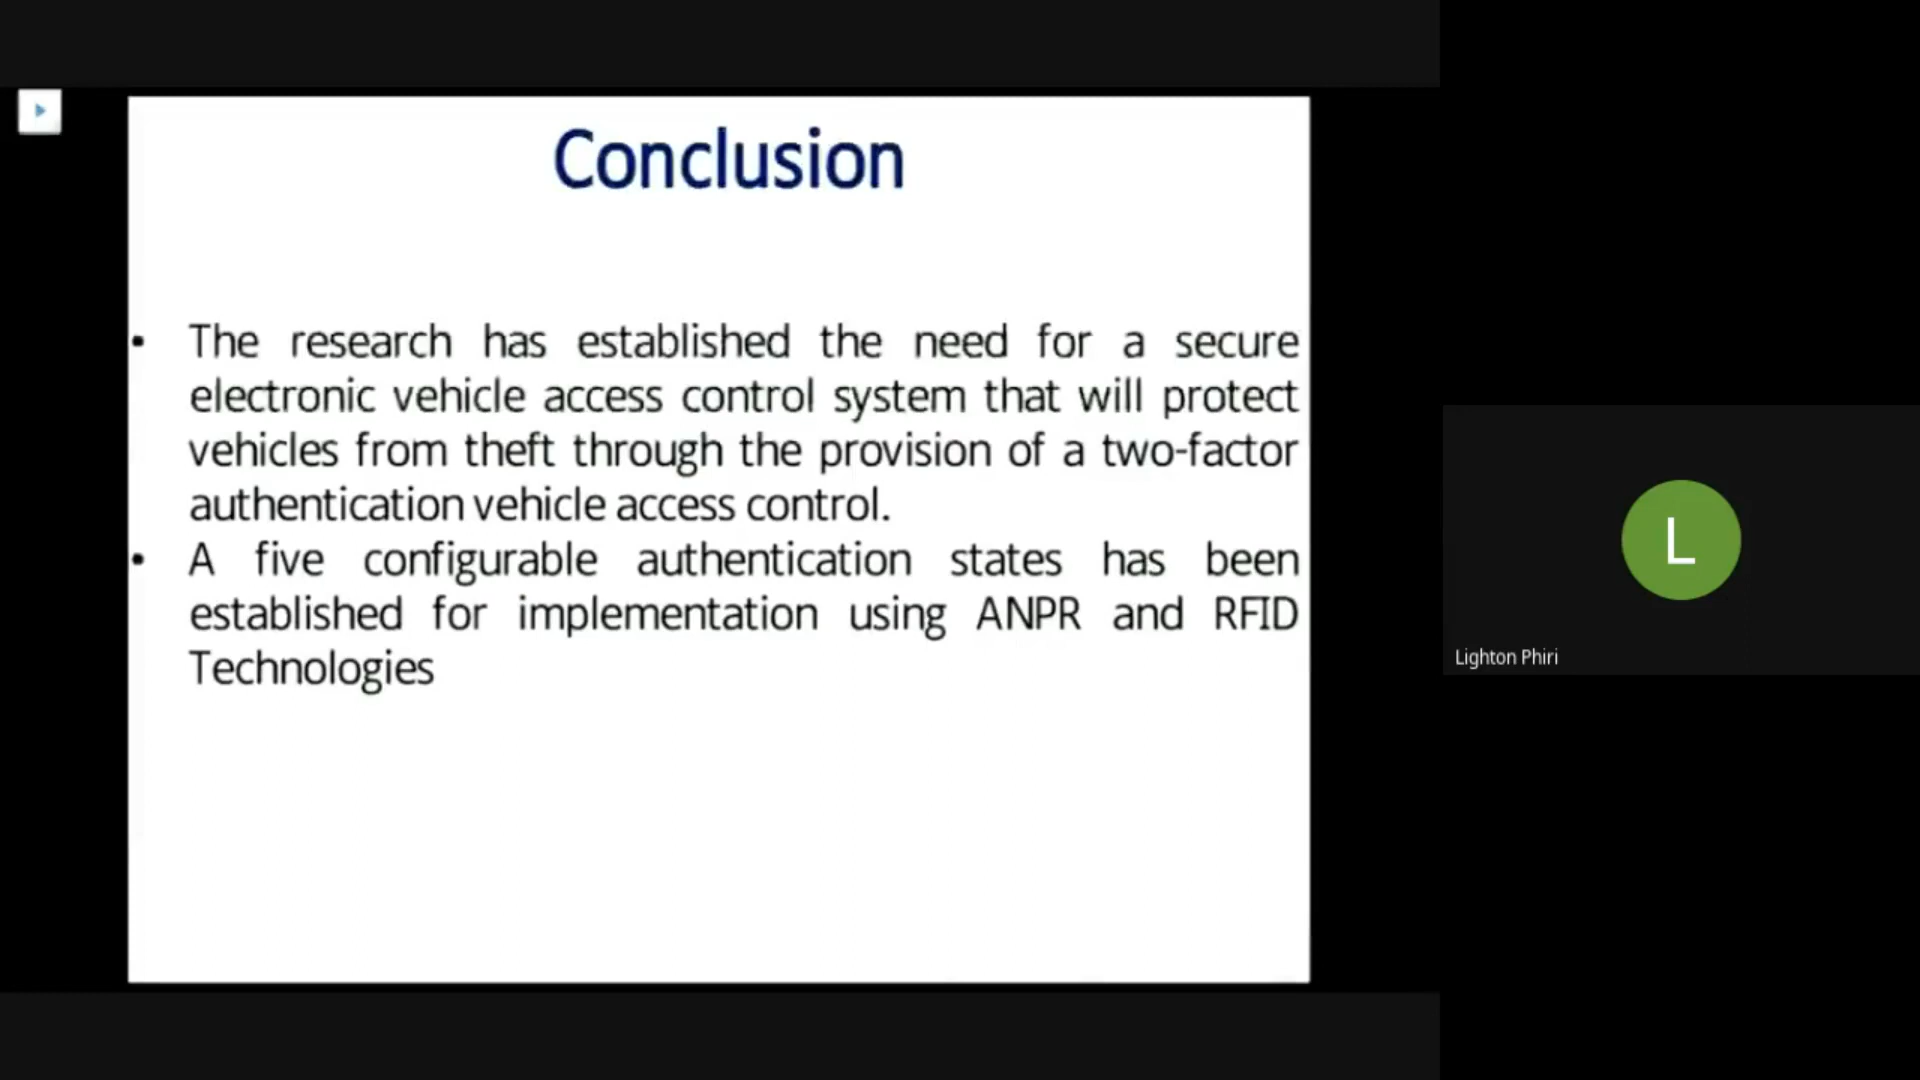 Conclusion
• The research has established the need for a secure
electronic vehicle access control system that will protect
vehicles from theft through the provision of a two-factor
authentication vehicle access control.
• A five configurable authentication states has been
established for implementation using ANPR and RFID
Technologies
L
Lighton Phiri